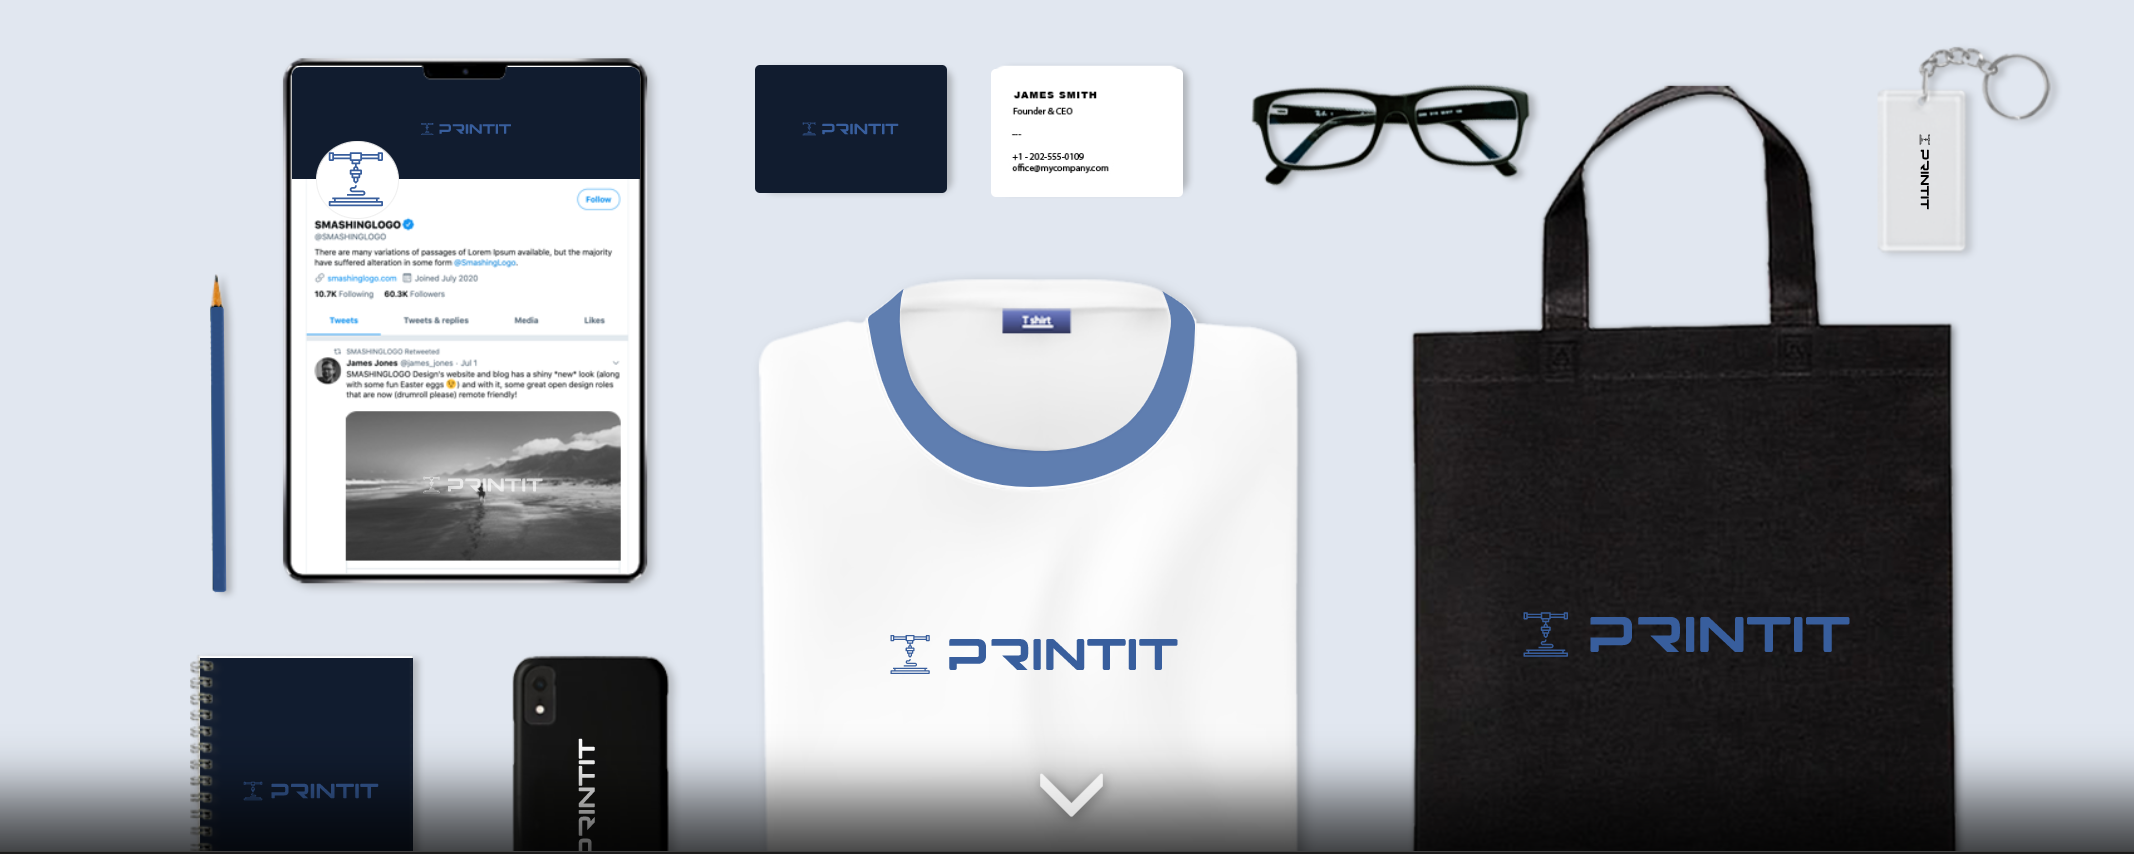 PRINTIT
SMASHINGLOGO
@SMASHINGLOGO
Follow
There are many variations of passages of Lorem Ipsum available, but the majority
have suffered alteration in some form @SmashingLogo.
smashinglogo.com Joined July 2020
10.7K Following 60.3K Followers
Tweets Tweets & replies Media Likes
SMASHINGLOGO Retweeted
James Jones @james_jones · Jul 1
SMASHINGLOGO Design's website and blog has a shiny *new* look (along
with some fun Easter eggs 😯) and with it, some great open design roles
that are now (drumroll please) remote friendly!
PRINTIT
PRINTIT
JAMES SMITH
Founder & CEO
---
+1 - 202-555-0109
office@mycompany.com
PRINTIT
T shirt
PRINTIT
PRINTIT
PRINTIT
PRINTIT